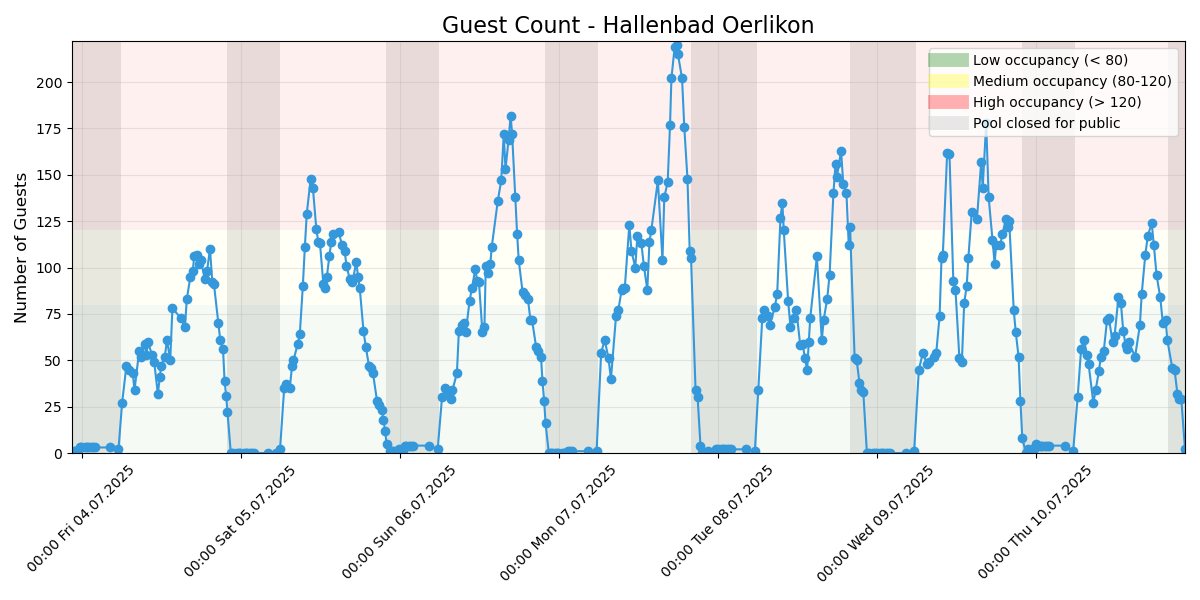 Guest Count - Hallenbad Oerlikon
Number of Guests
200
175
150
125
100
75
50
25
0
Low occupancy (< 80)
Medium occupancy (80-120)
High occupancy (> 120)
Pool closed for public
00:00 Fri 04.07.2025
00:00 Sat 05.07.2025
00:00 Sun 06.07.2025
00:00 Mon 07.07.2025
00:00 Tue 08.07.2025
00:00 Wed 09.07.2025
00:00 Thu 10.07.2025